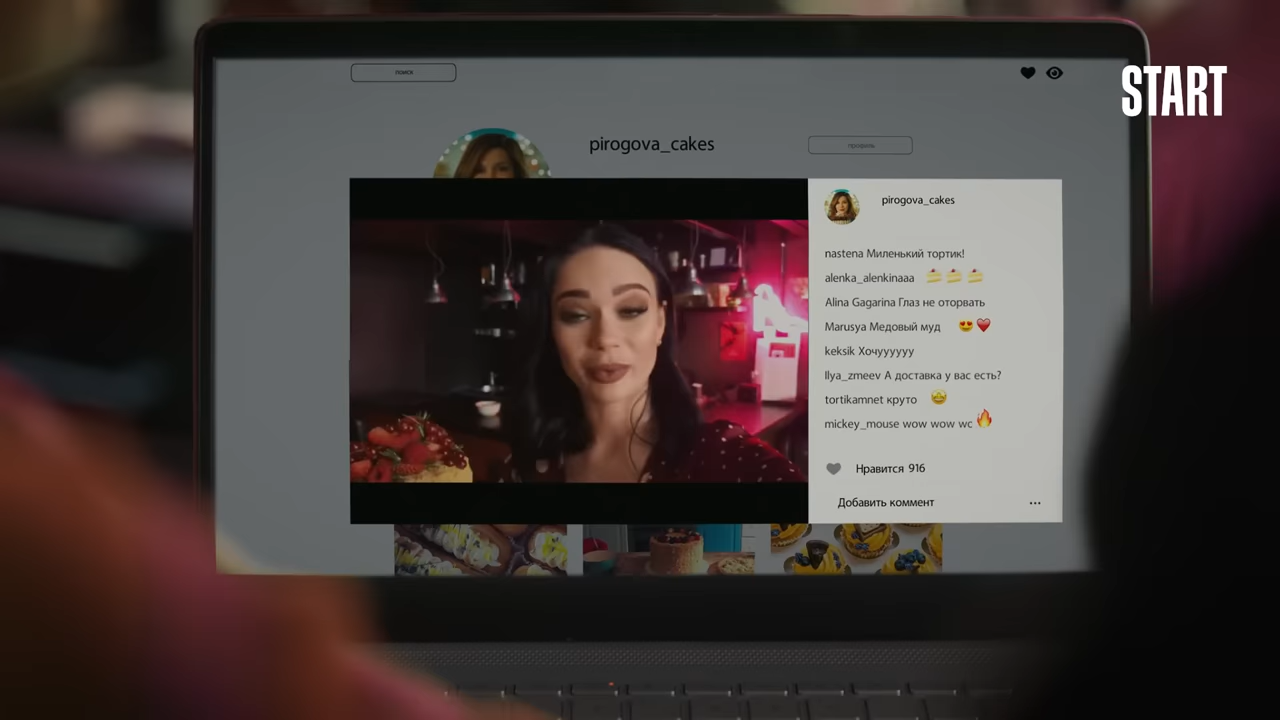 поиск
START
pirogova_cakes
профиль
pirogova_cakes
nastena Миленький тортик!
alenka_alenkinaaa 🍰🍰🍰
Alina Gagarina Глаз не оторвать
Marusya Медовый муд 😍❤️
keksik Хочуууууу
Ilya_zmeev А доставка у вас есть?
tortikamnet круто 🤩
mickey_mouse wow wow wc🔥
Нравится 916
Добавить коммент ...